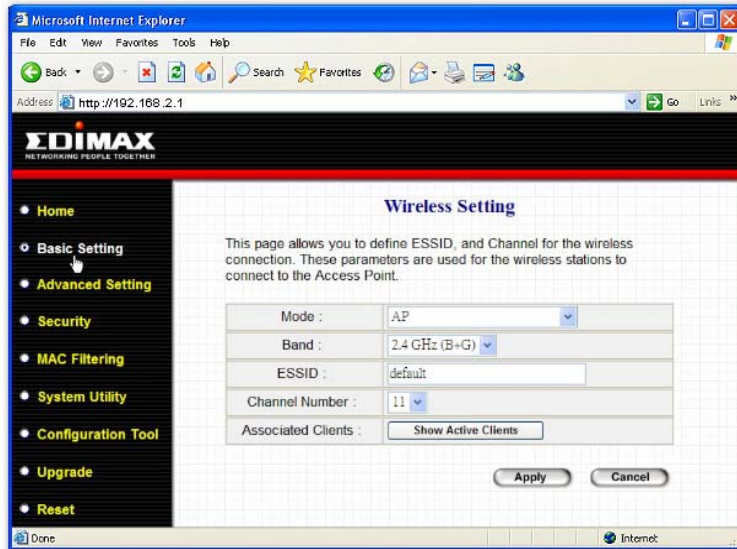 Microsoft Internet Explorer
File Edit View Favorites Tools Help
Back Search Favorites
Address http://192.168.2.1 Go Links »
EDIMAX
NETWORKING PEOPLE TOGETHER
Home
Basic Setting
Advanced Setting
Security
MAC Filtering
System Utility
Configuration Tool
Upgrade
Reset
Wireless Setting
This page allows you to define ESSID, and Channel for the wireless
connection. These parameters are used for the wireless stations to
connect to the Access Point.
Mode : AP
Band : 2.4 GHz (B+G)
ESSID : default
Channel Number : 11
Associated Clients : Show Active Clients
Apply Cancel
Done Internet